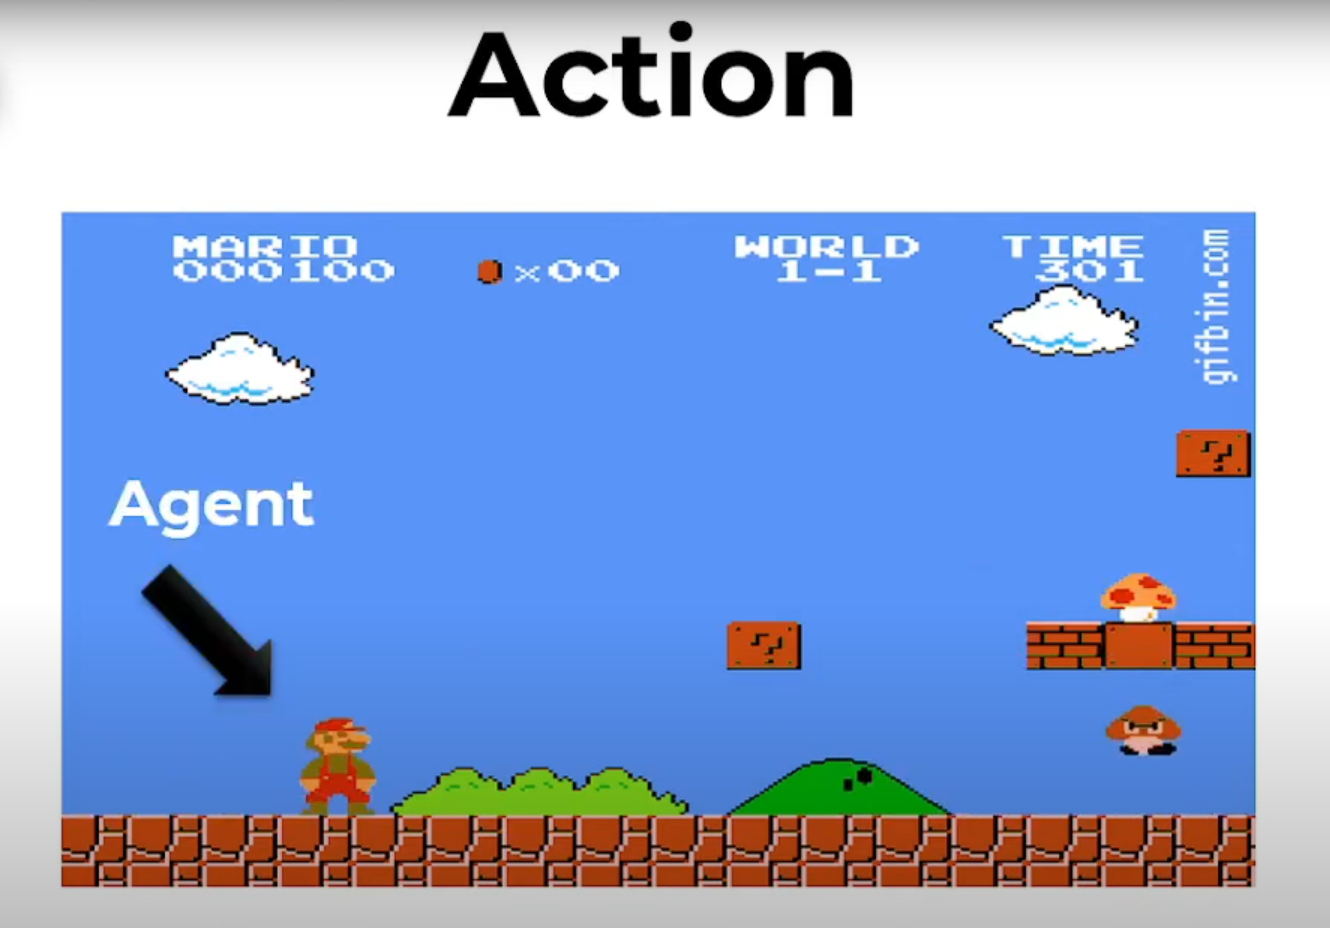 Action
MARIO WORLD TIME
000100 ×00 1-1 301
gifbin.com
?
Agent
?